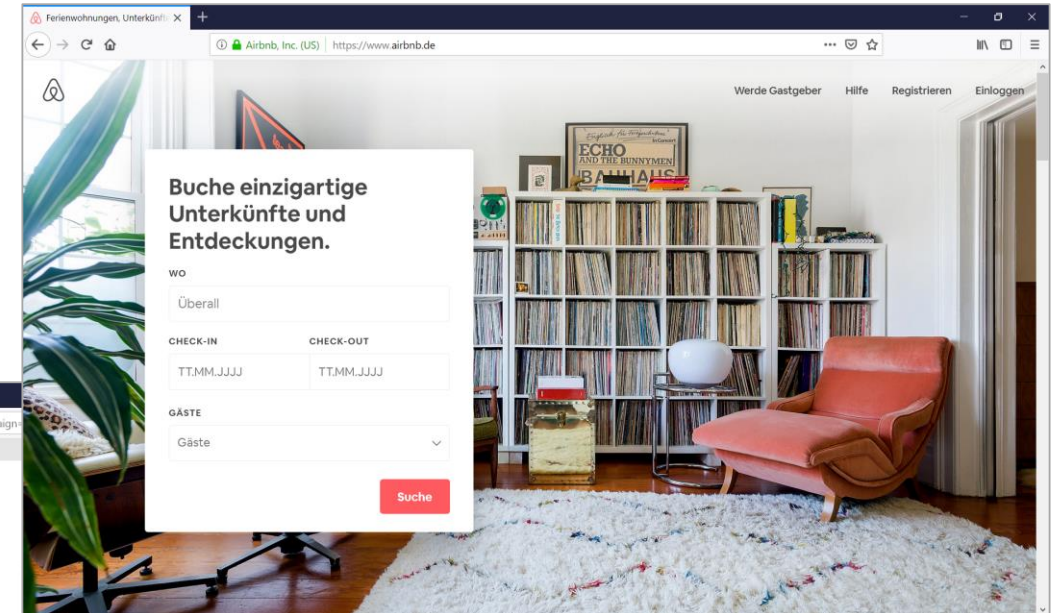 Ferienwohnungen, Unterkünft
Airbnb, Inc. (US) https://www.airbnb.de
Werde Gastgeber Hilfe Registrieren Einloggen
ECHO
AND THE BUNNYMEN
BAUHAUS
Buche einzigartige
Unterkünfte und
Entdeckungen.
WO
Überall
CHECK-IN CHECK-OUT
TT.MM.JJJJ TT.MM.JJJJ
GÄSTE
Gäste
Suche
aign=